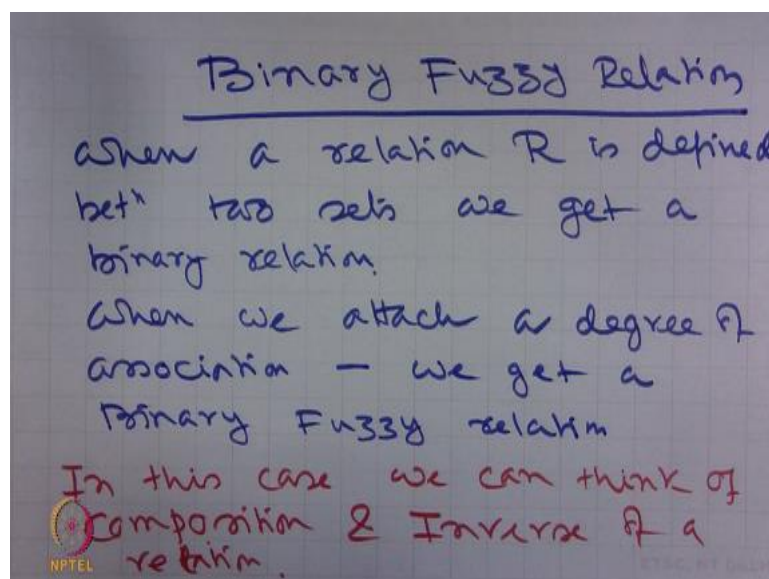 Binary Fuzzy Relation
When a relation R is defined
betⁿ two sets we get a
binary relation.
When we attach a degree of
association — we get a
Binary Fuzzy relation
In this case we can think of
Composition & Inverse of a
relation.
NPTEL